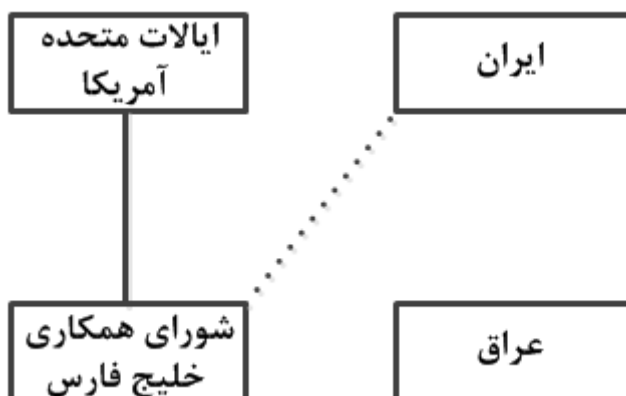 ایالات متحده
آمریکا
ایران
شورای همکاری
خلیج فارس
عراق